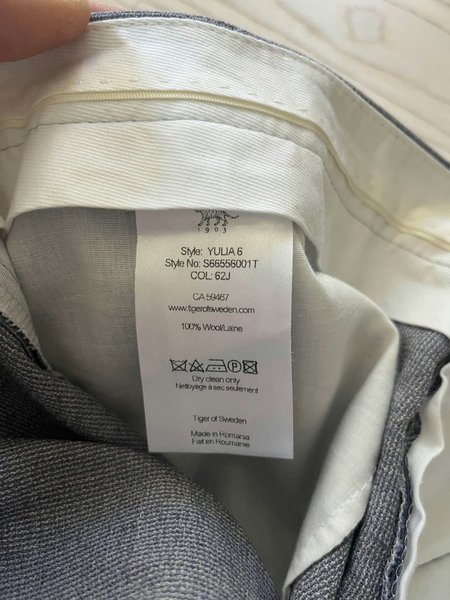 1903
Style: YULIA 6
Style No: S66556001T
COL: 62J
CA 59467
www.tigerofsweden.com
100% Wool/Laine
Dry clean only
Nettoyage à sec seulement
Tiger of Sweden
Made in Romania
Fait en Roumanie